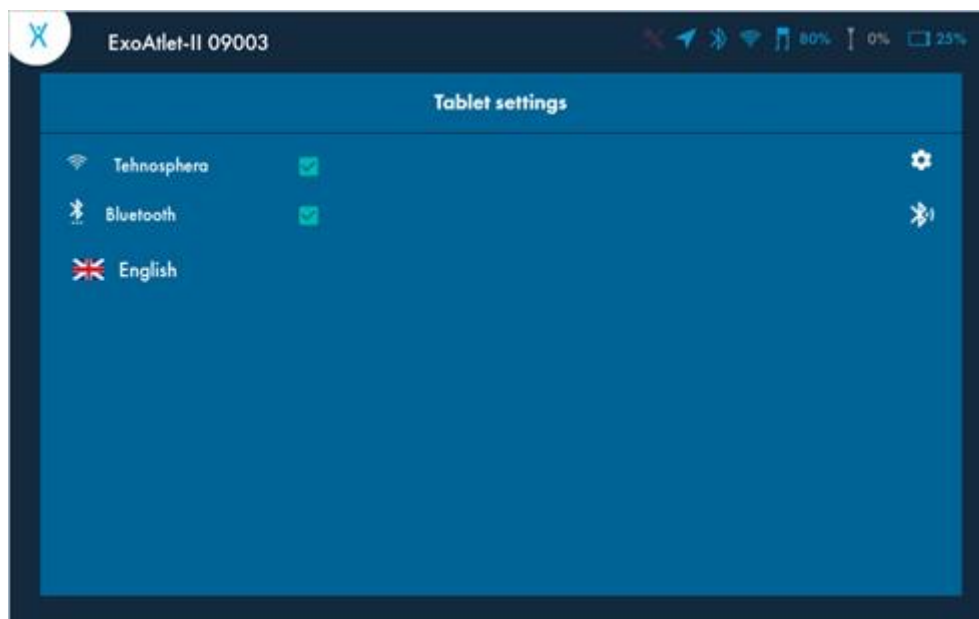 ExoAtlet-II 09003 80% 0% 25%
Tablet settings
Tehnosphera
Bluetooth
English